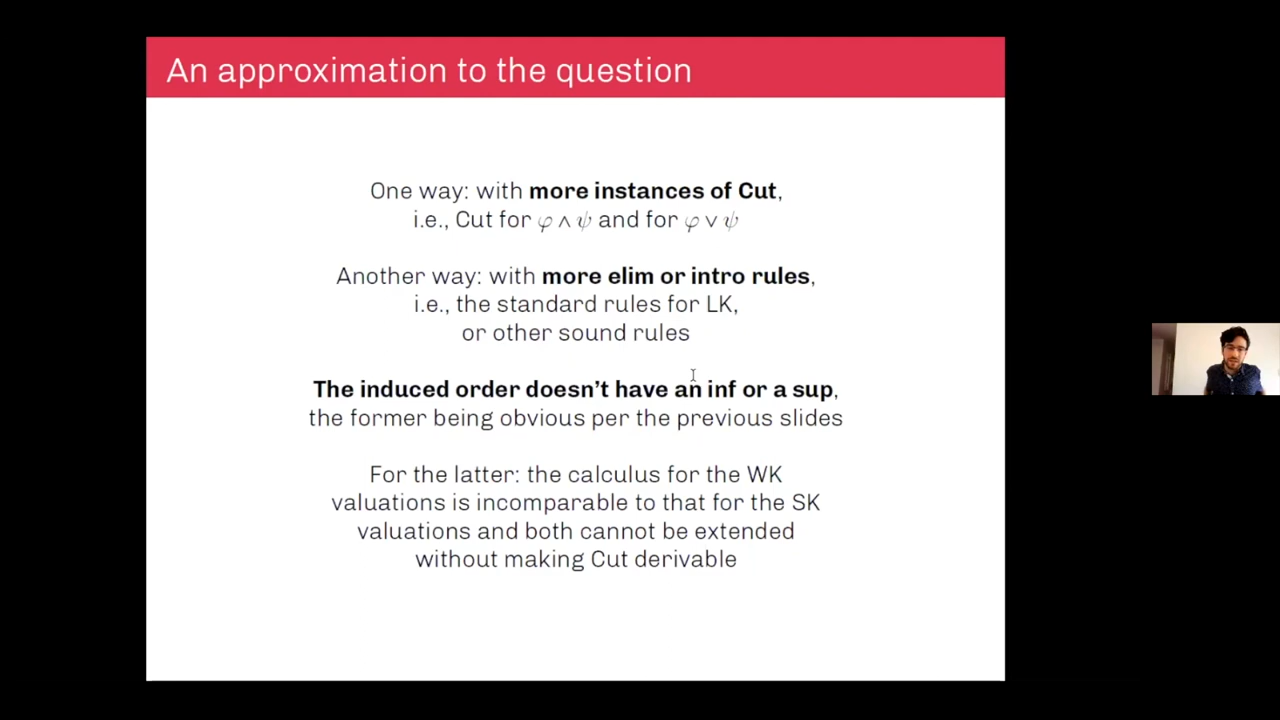 An approximation to the question
One way: with more instances of Cut,
i.e., Cut for φ ∧ ψ and for φ ∨ ψ
Another way: with more elim or intro rules,
i.e., the standard rules for LK,
or other sound rules
The induced order doesn't have an inf or a sup,
the former being obvious per the previous slides
For the latter: the calculus for the WK
valuations is incomparable to that for the SK
valuations and both cannot be extended
without making Cut derivable